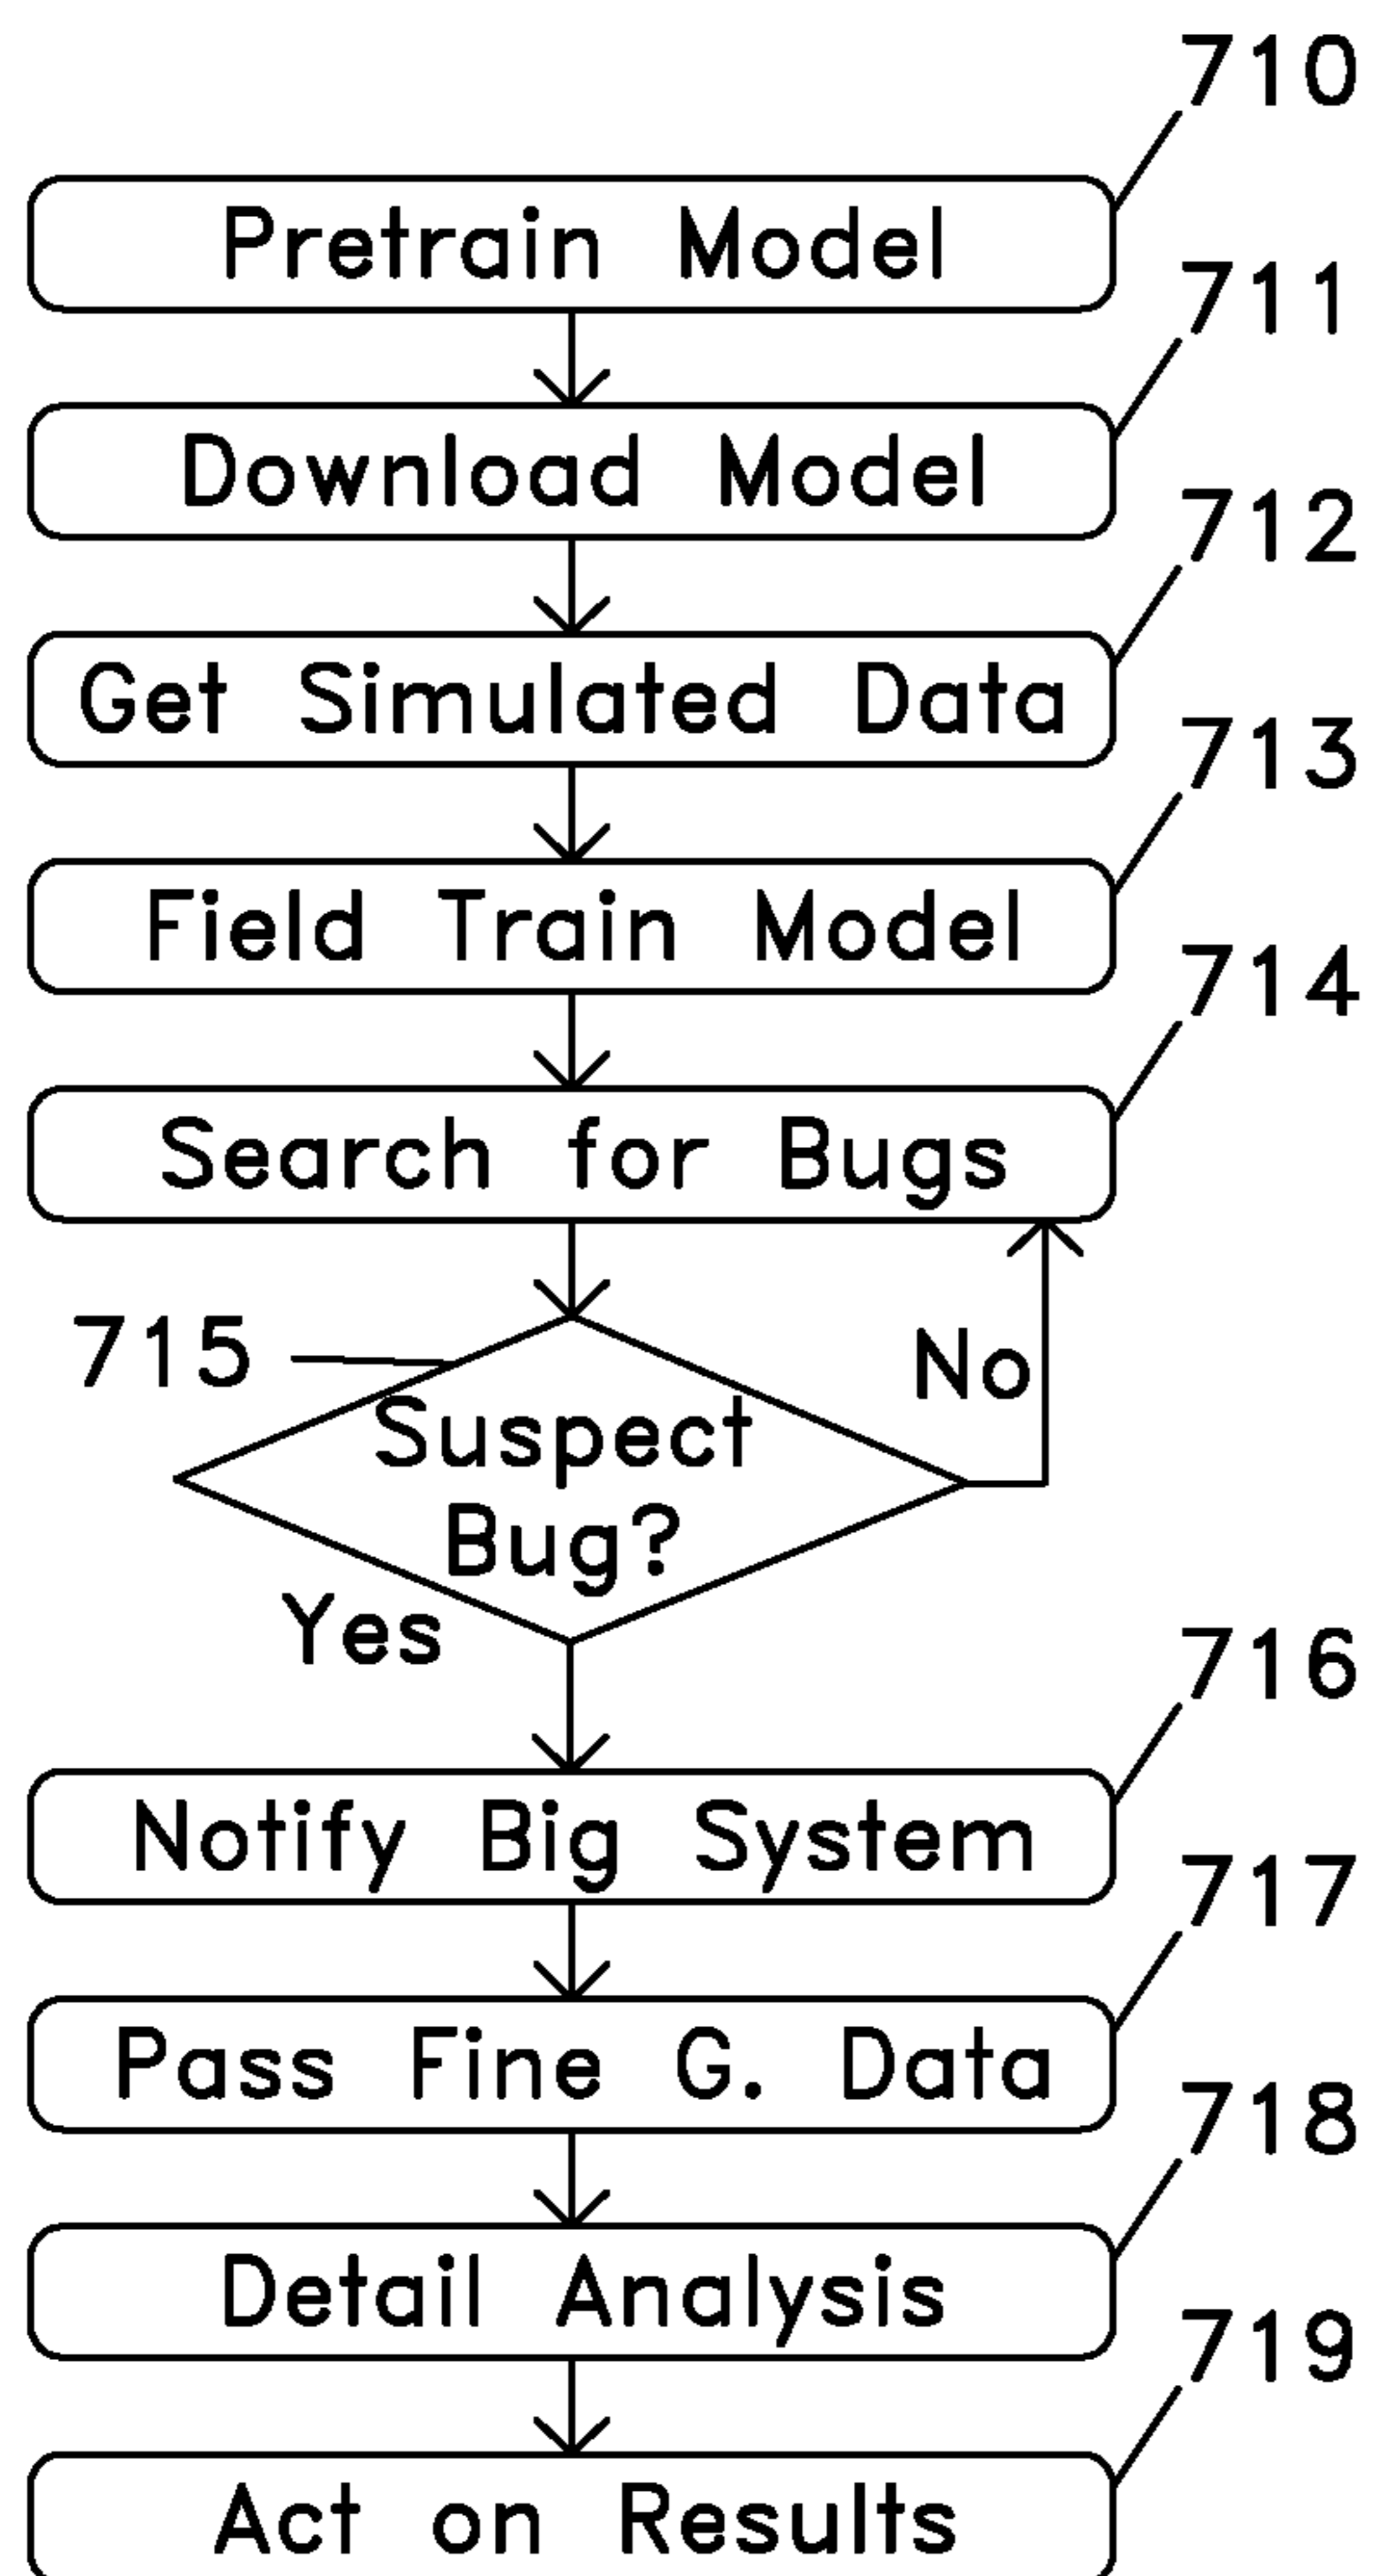 710
Pretrain Model
711
Download Model
712
Get Simulated Data
713
Field Train Model
714
Search for Bugs
715
No
Suspect
Bug?
Yes
716
Notify Big System
717
Pass Fine G. Data
718
Detail Analysis
719
Act on Results